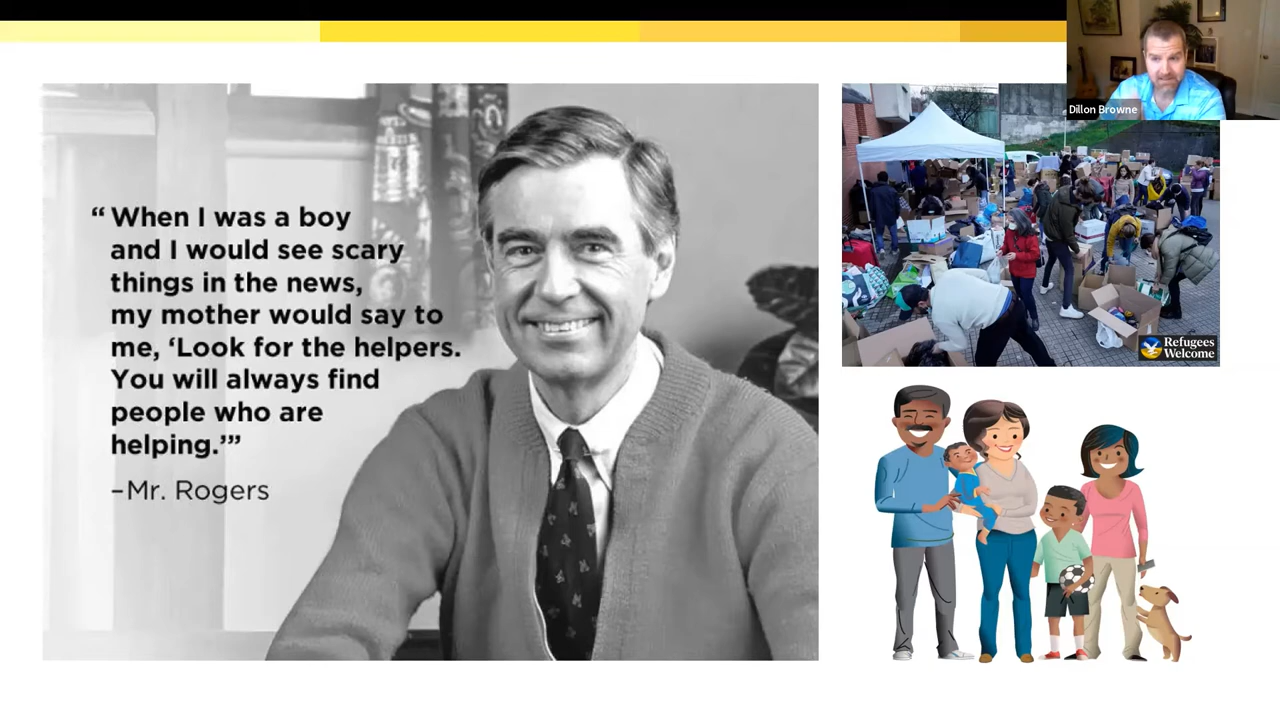 “ When I was a boy
and I would see scary
things in the news,
my mother would say to
me, ‘Look for the helpers.
You will always find
people who are
helping.’”
–Mr. Rogers
Dillon Browne
Refugees
Welcome